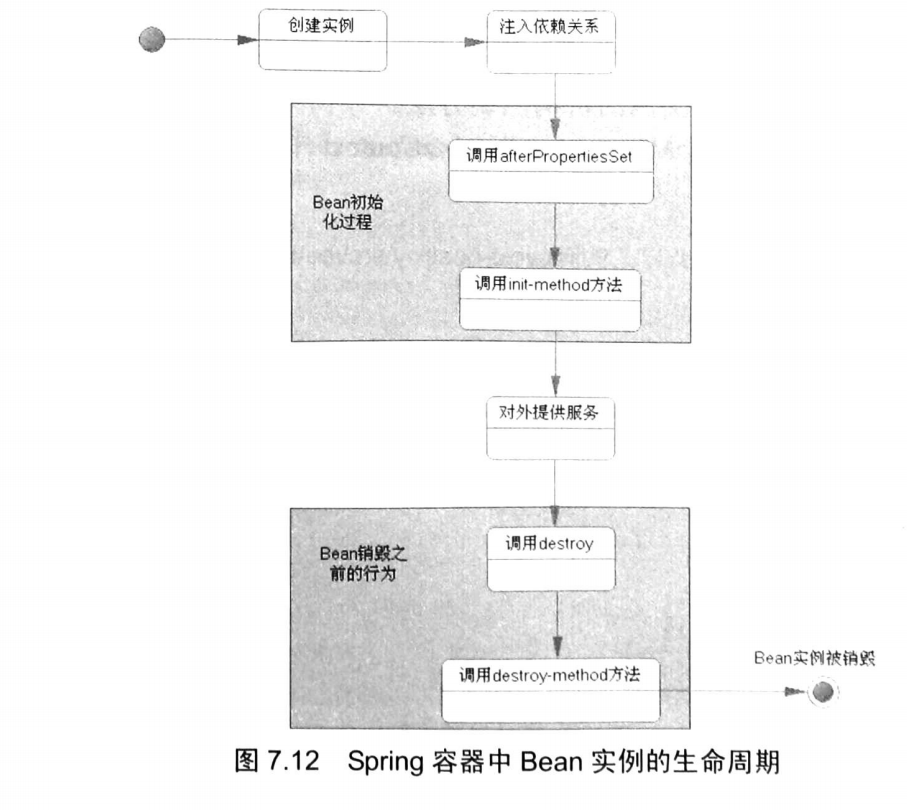 创建实例
注入依赖关系
调用afterPropertiesSet
Bean初始
化过程
调用init-method方法
对外提供服务
调用destroy
Bean销毁之
前的行为
调用destroy-method方法
Bean实例被销毁
图 7.12 Spring 容器中 Bean 实例的生命周期